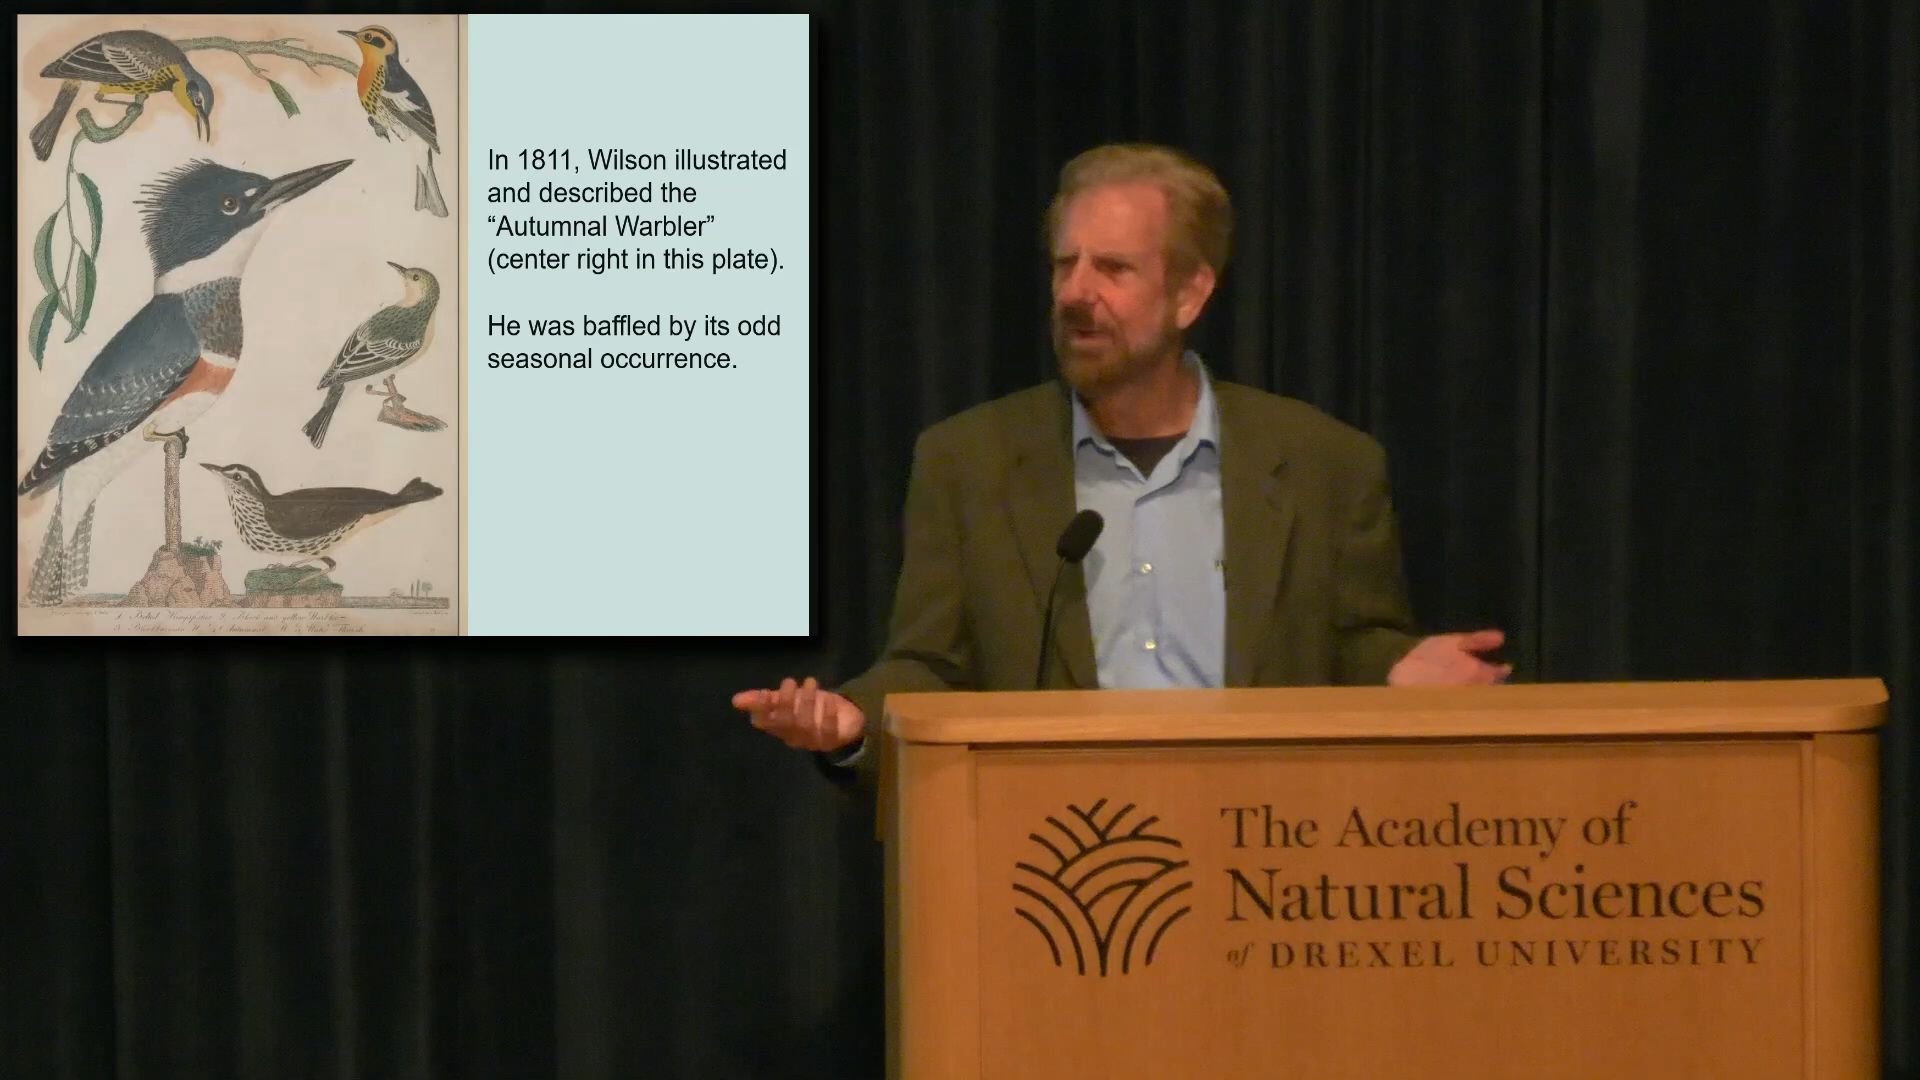 In 1811, Wilson illustrated
and described the
“Autumnal Warbler”
(center right in this plate).
He was baffled by its odd
seasonal occurrence.
The Academy of
Natural Sciences
of DREXEL UNIVERSITY